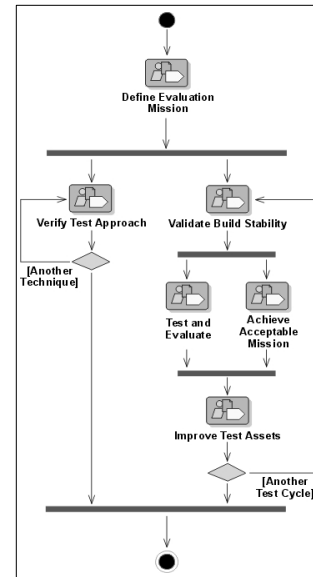 Define Evaluation
Mission
Verify Test Approach
Validate Build Stability
[Another
Technique]
Test and
Evaluate
Achieve
Acceptable
Mission
Improve Test Assets
[Another
Test Cycle]